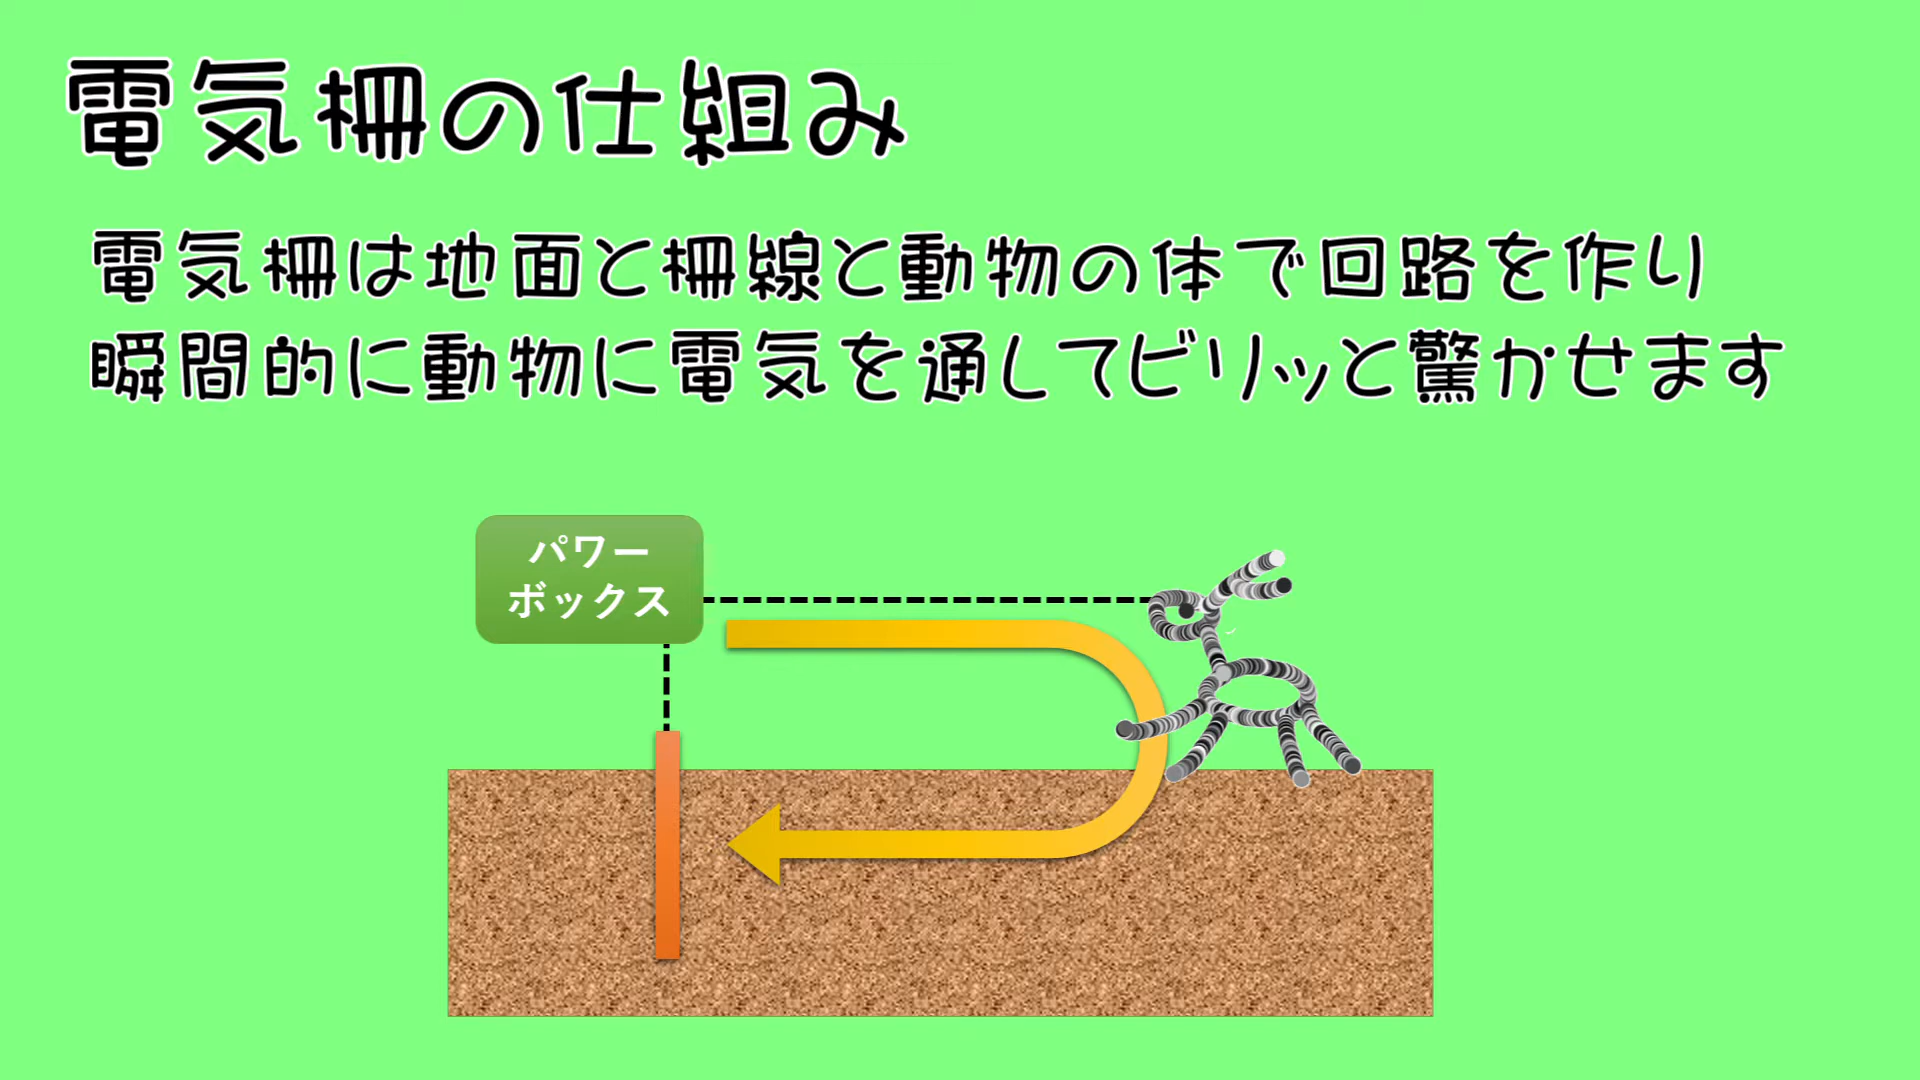 電気柵の仕組み
電気柵は地面と柵線と動物の体で回路を作り
瞬間的に動物に電気を通してビリッと驚かせます
パワー
ボックス